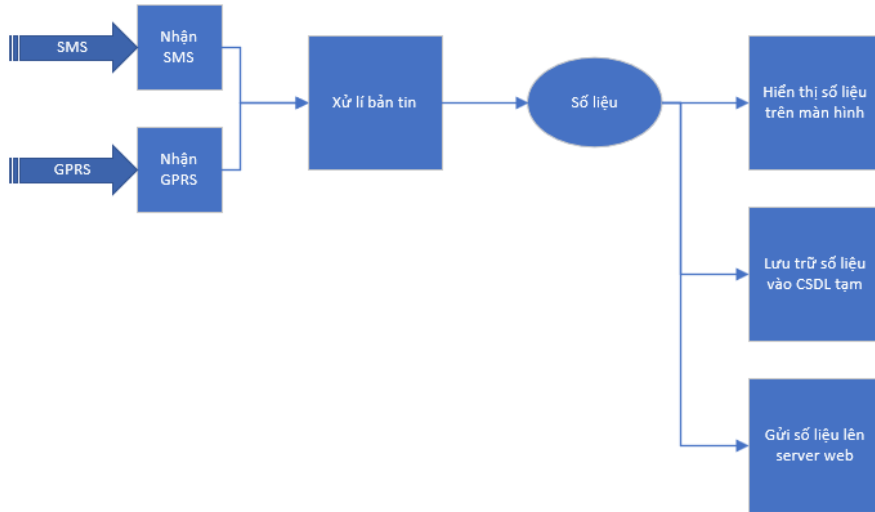 SMS
Nhận
SMS
GPRS
Nhận
GPRS
Xử lí bản tin
Số liệu
Hiển thị số liệu
trên màn hình
Lưu trữ số liệu
vào CSDL tạm
Gửi số liệu lên
server web